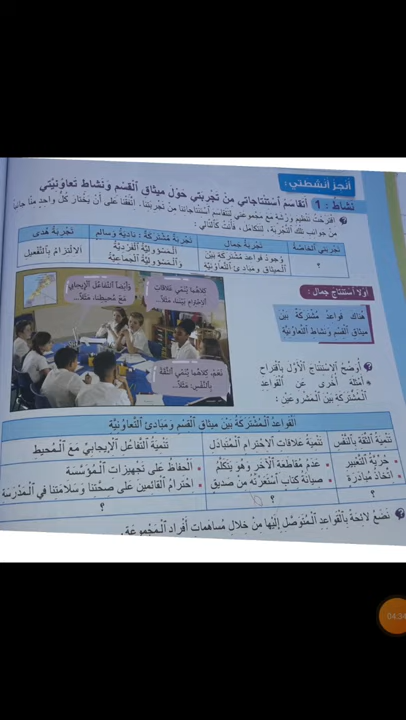 أنجز أنشطتي :
نشاط : 1 أتقاسم استنتاجاتي من تجربتي حول ميثاق القسم ونشاط تعاونيتي
اقترحت تنظيم ورشة مع مجموعتي لتقاسم استنتاجاتنا من تجربتنا. اتفقنا على أن يختار كل واحد منا جانبا
من جوانب تلك التجربة، لنتكامل، فأتت كالتالي :
تجربتي الخاصة
تجربة جمال
تجربة مشتركة : نادية وسالم
تجربة هدى
؟
وجود قواعد مشتركة بين
الميثاق ومبادئ التعاونية
المسؤولية الفردية
والمسؤولية الجماعية
الالتزام بالتفعيل
أولا استنتاج جمال :
هناك قواعد مشتركة بين
ميثاق القسم ونشاط التعاونية
كلاهما ينمي علاقات
الاحترام بيننا، مثلا...
وأيضا التفاعل الإيجابي
مع محيطنا، مثلا...
نعم، كلاهما ينمي الثقة
بالنفس، مثلا...
أوضح الاستنتاج الأول باقتراح
أمثلة أخرى عن القواعد
المشتركة بين المشروعين :
القواعد المشتركة بين ميثاق القسم ومبادئ التعاونية
تنمية الثقة بالنفس
تنمية علاقات الاحترام المتبادل
تنمية التفاعل الإيجابي مع المحيط
حرية التعبير
اتخاذ مبادرة
عدم مقاطعة الآخر وهو يتكلم
صيانة كتاب استعرته من صديق
الحفاظ على تجهيزات المؤسسة
احترام القائمين على صحتنا وسلامتنا في المدرسة
؟
؟
؟
نضع لائحة بالقواعد المتوصل إليها من خلال مساهمات أفراد المجموعة.
04:34